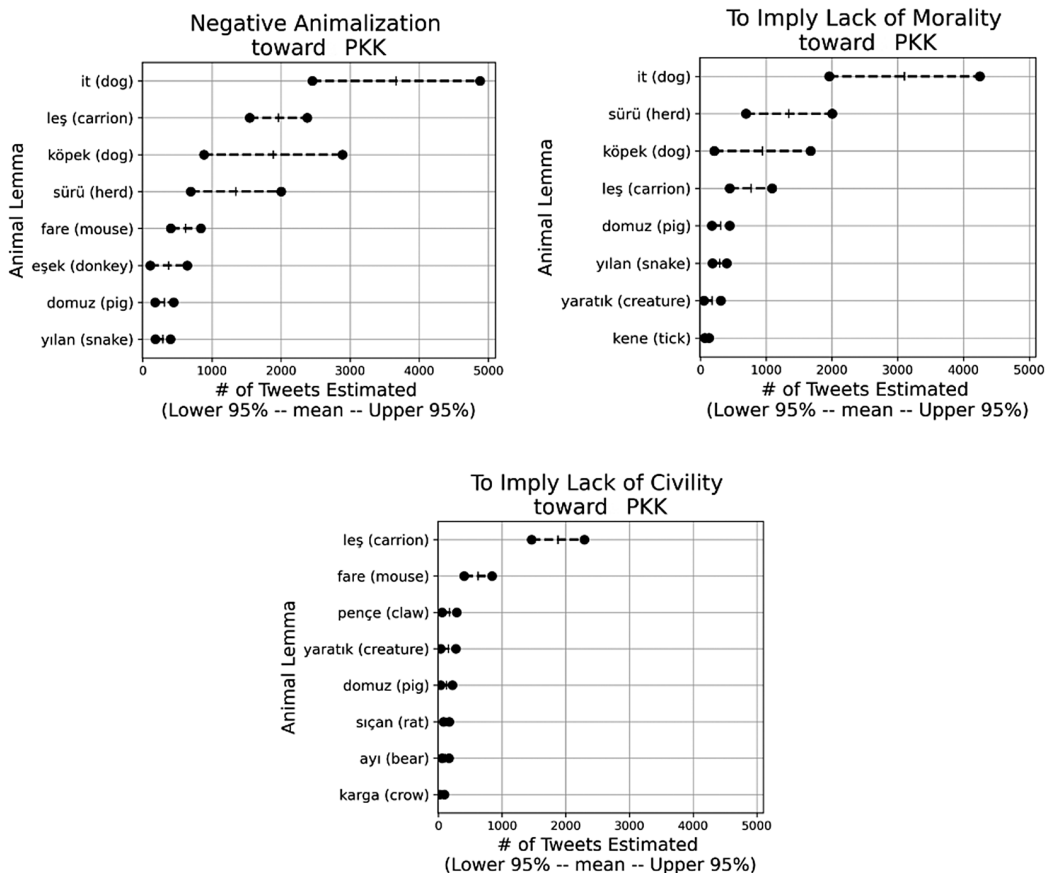 Negative Animalization
toward PKK
Animal Lemma
it (dog)
leş (carrion)
köpek (dog)
sürü (herd)
fare (mouse)
eşek (donkey)
domuz (pig)
yılan (snake)
0 1000 2000 3000 4000 5000
# of Tweets Estimated
(Lower 95% -- mean -- Upper 95%)
To Imply Lack of Morality
toward PKK
Animal Lemma
it (dog)
sürü (herd)
köpek (dog)
leş (carrion)
domuz (pig)
yılan (snake)
yaratık (creature)
kene (tick)
0 1000 2000 3000 4000 5000
# of Tweets Estimated
(Lower 95% -- mean -- Upper 95%)
To Imply Lack of Civility
toward PKK
Animal Lemma
leş (carrion)
fare (mouse)
pençe (claw)
yaratık (creature)
domuz (pig)
sıçan (rat)
ayı (bear)
karga (crow)
0 1000 2000 3000 4000 5000
# of Tweets Estimated
(Lower 95% -- mean -- Upper 95%)